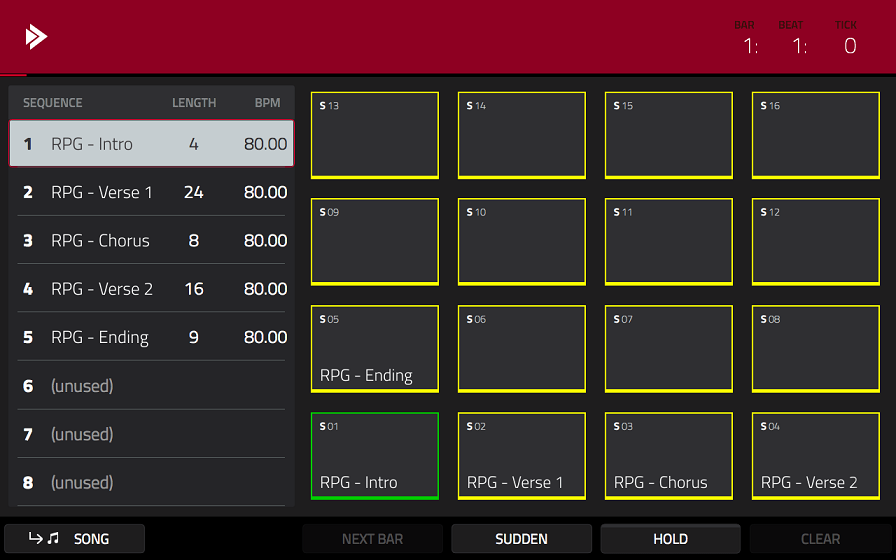 BAR BEAT TICK
1: 1: 0
SEQUENCE LENGTH BPM
1 RPG - Intro 4 80.00
2 RPG - Verse 1 24 80.00
3 RPG - Chorus 8 80.00
4 RPG - Verse 2 16 80.00
5 RPG - Ending 9 80.00
6 (unused)
7 (unused)
8 (unused)
S 13 S 14 S 15 S 16
S 09 S 10 S 11 S 12
S 05 S 06 S 07 S 08
RPG - Ending
S 01 S 02 S 03 S 04
RPG - Intro RPG - Verse 1 RPG - Chorus RPG - Verse 2
SONG NEXT BAR SUDDEN HOLD CLEAR